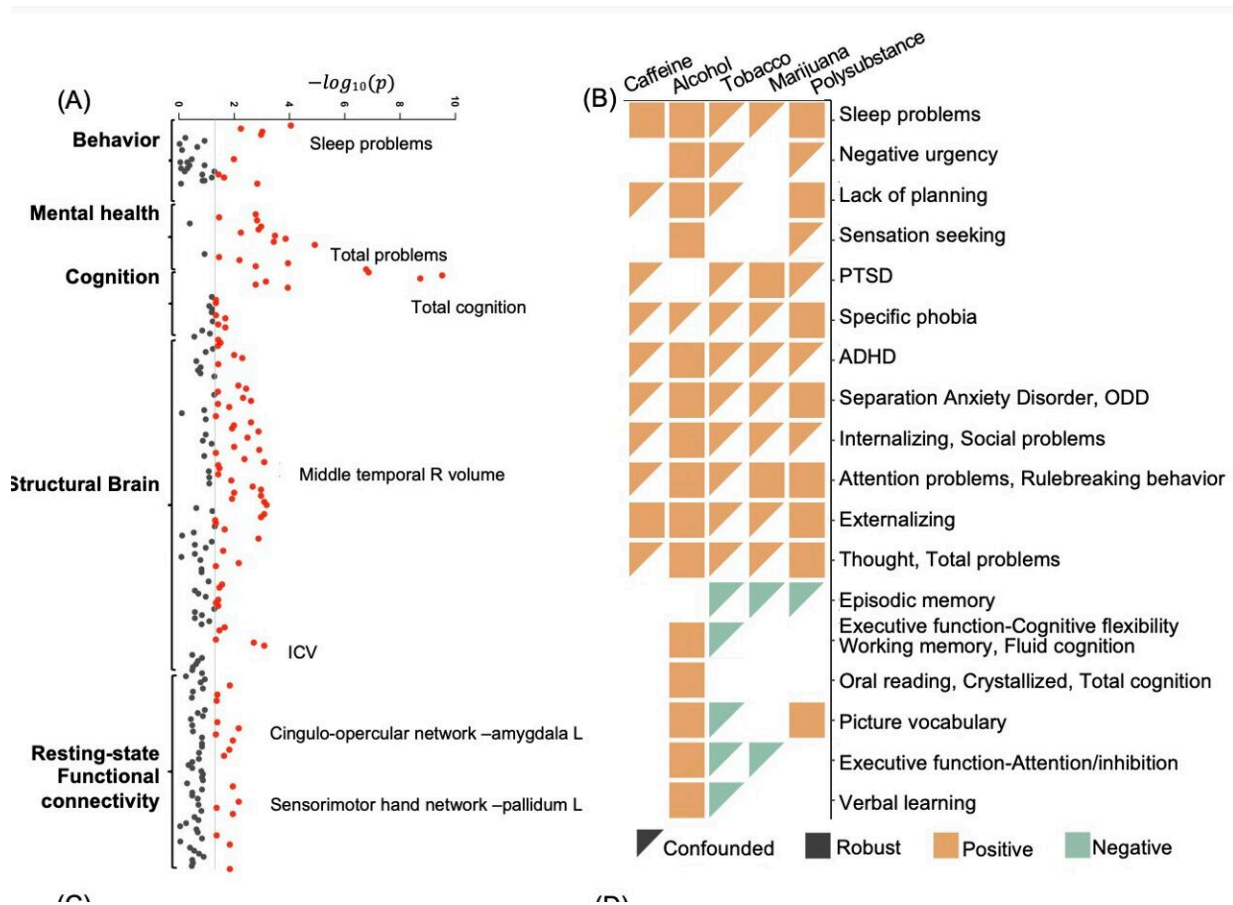 (A)
−log₁₀(p)
0 2 4 6 8 10
Behavior
Sleep problems
Mental health
Total problems
Cognition
Total cognition
Structural Brain
Middle temporal R volume
ICV
Resting-state
Functional
connectivity
Cingulo-opercular network –amygdala L
Sensorimotor hand network –pallidum L
(B)
Caffeine
Alcohol
Tobacco
Marijuana
Polysubstance
Sleep problems
Negative urgency
Lack of planning
Sensation seeking
PTSD
Specific phobia
ADHD
Separation Anxiety Disorder, ODD
Internalizing, Social problems
Attention problems, Rulebreaking behavior
Externalizing
Thought, Total problems
Episodic memory
Executive function-Cognitive flexibility
Working memory, Fluid cognition
Oral reading, Crystallized, Total cognition
Picture vocabulary
Executive function-Attention/inhibition
Verbal learning
Confounded
Robust
Positive
Negative